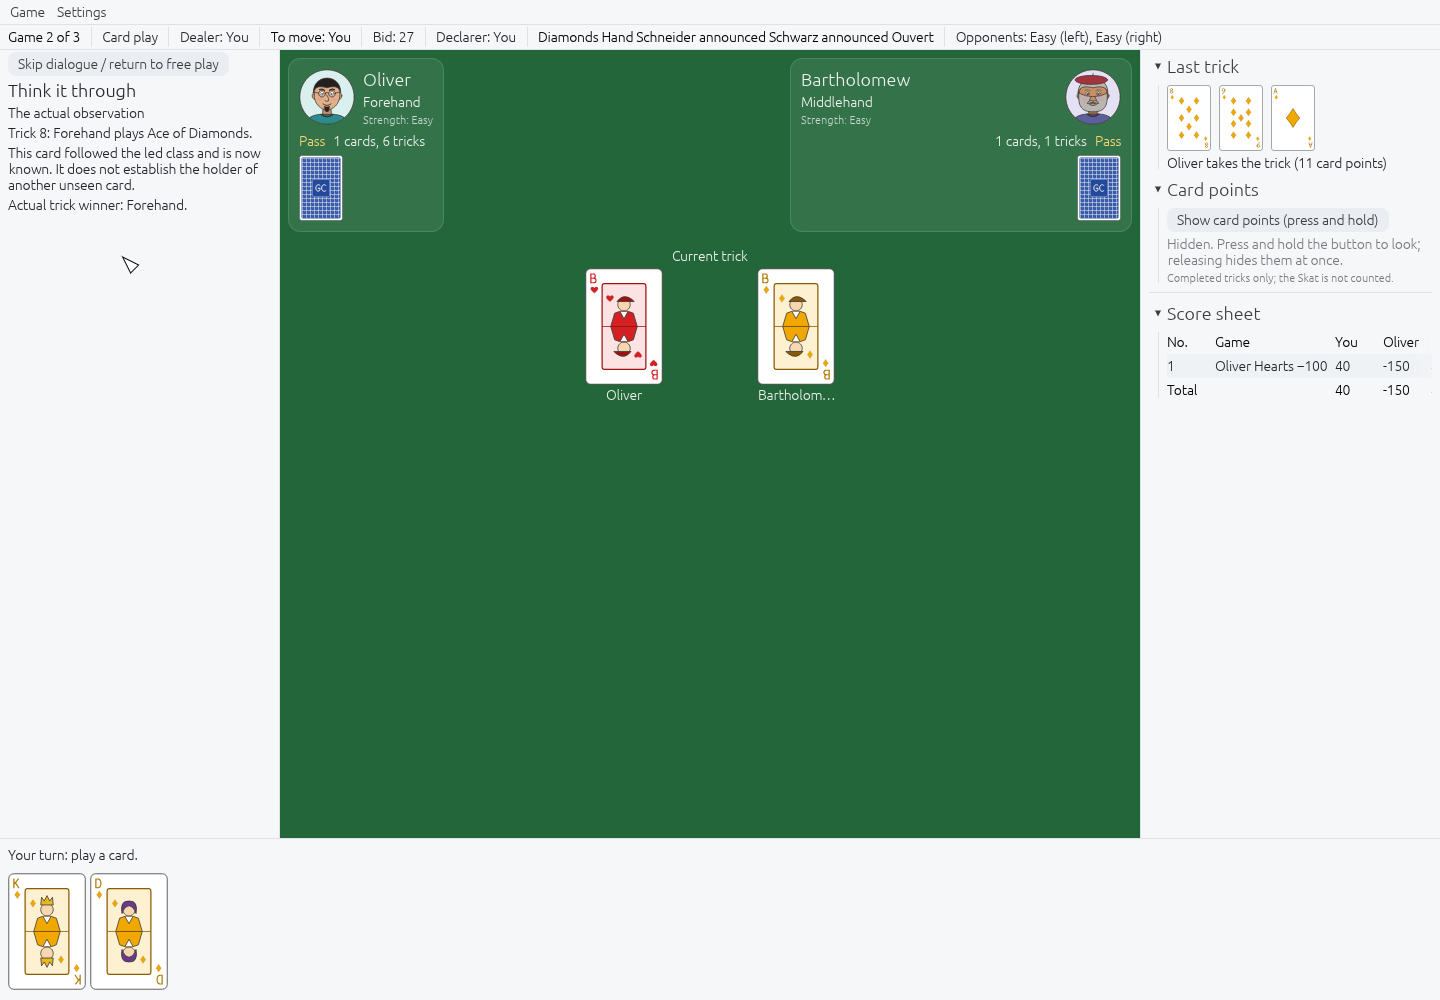 Game Settings
Game 2 of 3 Card play Dealer: You To move: You Bid: 27 Declarer: You Diamonds Hand Schneider announced Schwarz announced Ouvert Opponents: Easy (left), Easy (right)
Skip dialogue / return to free play
Think it through
The actual observation
Trick 8: Forehand plays Ace of Diamonds.
This card followed the led class and is now
known. It does not establish the holder of
another unseen card.
Actual trick winner: Forehand.
Oliver
Forehand
Strength: Easy
Pass 1 cards, 6 tricks
GC
Bartholomew
Middlehand
Strength: Easy
1 cards, 1 tricks Pass
GC
Current trick
B
B
B
B
Oliver
Bartholom…
Last trick
8
8
9
9
A
A
Oliver takes the trick (11 card points)
Card points
Show card points (press and hold)
Hidden. Press and hold the button to look;
releasing hides them at once.
Completed tricks only; the Skat is not counted.
Score sheet
No. Game You Oliver
1 Oliver Hearts −100 40 -150
Total 40 -150
Your turn: play a card.
K
K
D
D